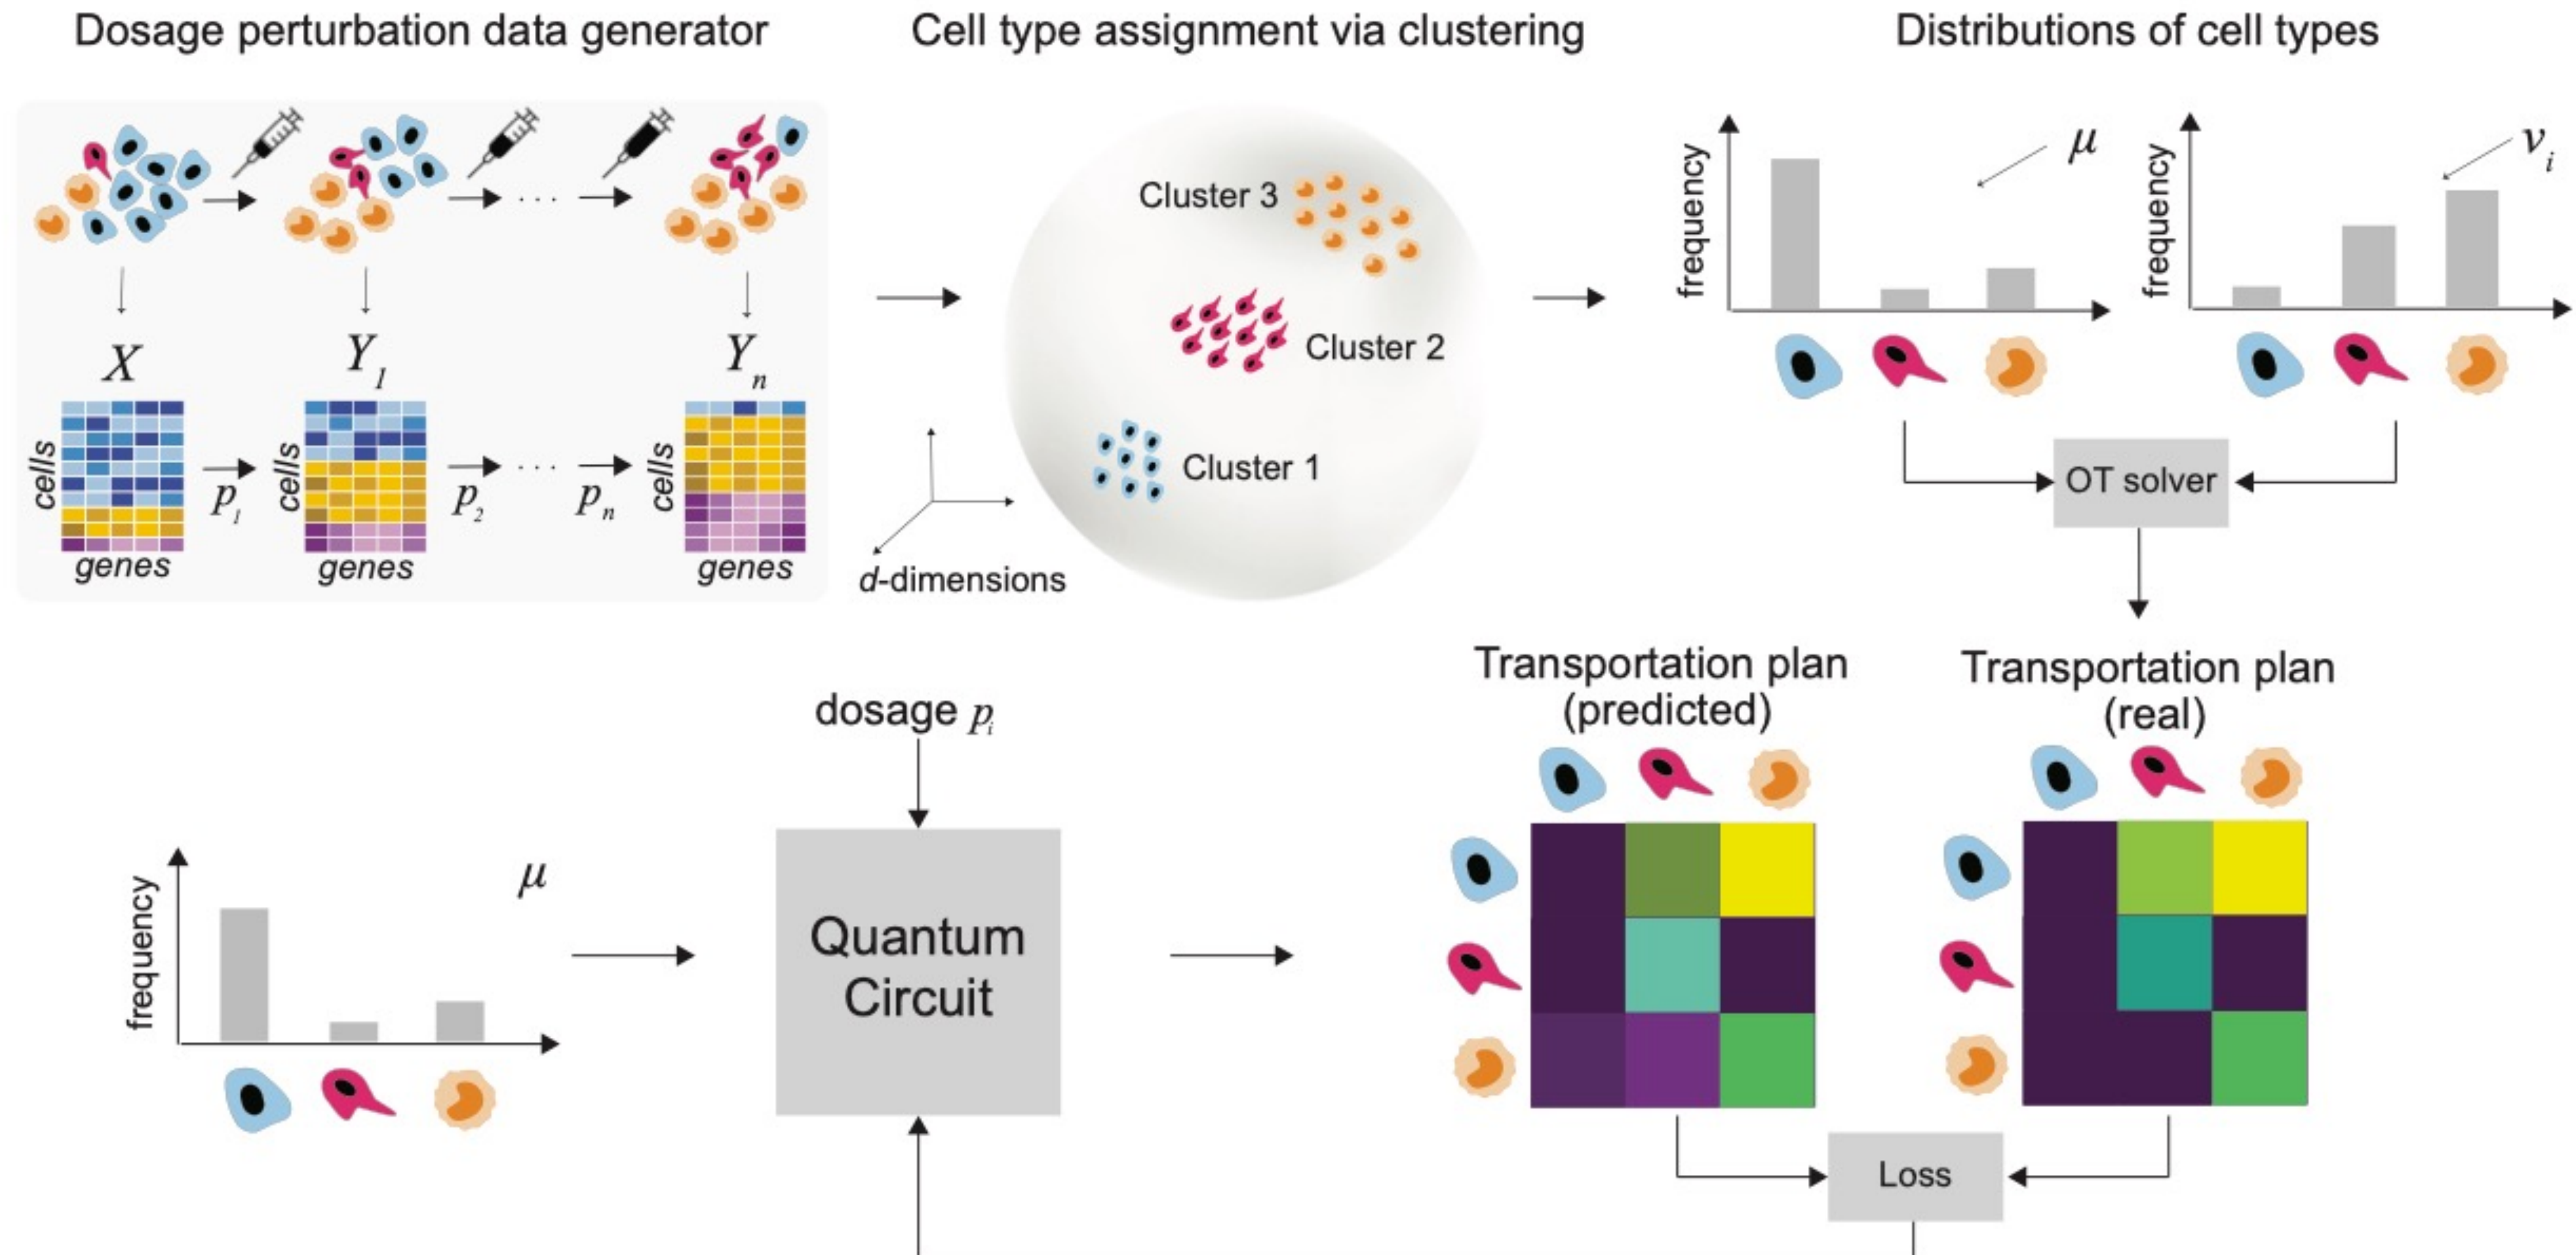 Dosage perturbation data generator
Cell type assignment via clustering
Distributions of cell types
X
Y1
. . .
Yn
cells
genes
p1
cells
genes
p2
. . .
pn
cells
genes
Cluster 3
Cluster 2
Cluster 1
d-dimensions
frequency
μ
frequency
νi
OT solver
Transportation plan
(predicted)
Transportation plan
(real)
dosage pi
frequency
μ
Quantum
Circuit
Loss